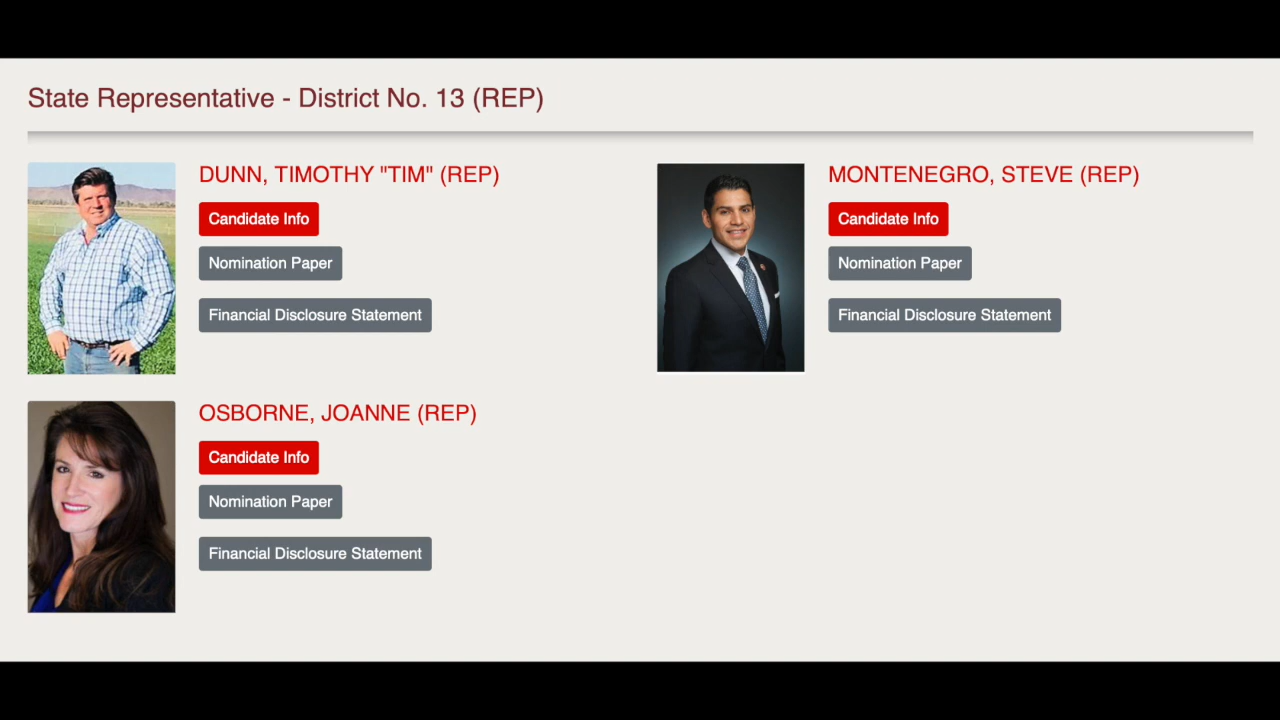 State Representative - District No. 13 (REP)
DUNN, TIMOTHY "TIM" (REP)
Candidate Info
Nomination Paper
Financial Disclosure Statement
MONTENEGRO, STEVE (REP)
Candidate Info
Nomination Paper
Financial Disclosure Statement
OSBORNE, JOANNE (REP)
Candidate Info
Nomination Paper
Financial Disclosure Statement